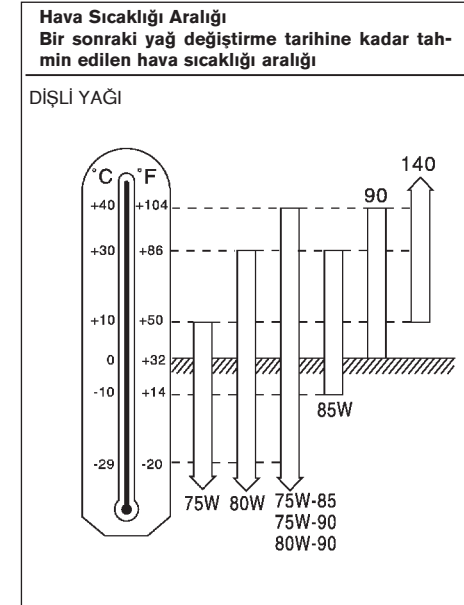 Hava Sıcaklığı Aralığı
Bir sonraki yağ değiştirme tarihine kadar tah-
min edilen hava sıcaklığı aralığı
DİŞLİ YAĞI
140
°C °F
90
+40 +104
+30 +86
+10 +50
0 +32
-10 +14
85W
-29 -20
75W 80W 75W-85
75W-90
80W-90